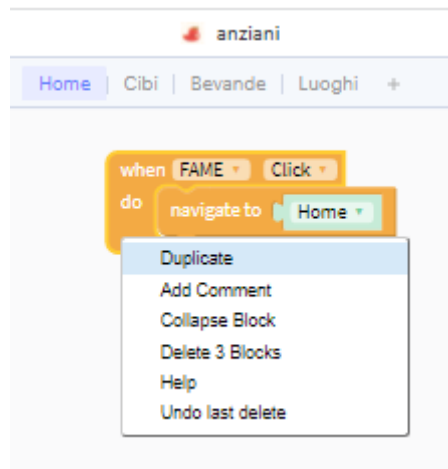 anziani
Home | Cibi | Bevande | Luoghi +
when FAME Click
do navigate to Home
Duplicate
Add Comment
Collapse Block
Delete 3 Blocks
Help
Undo last delete